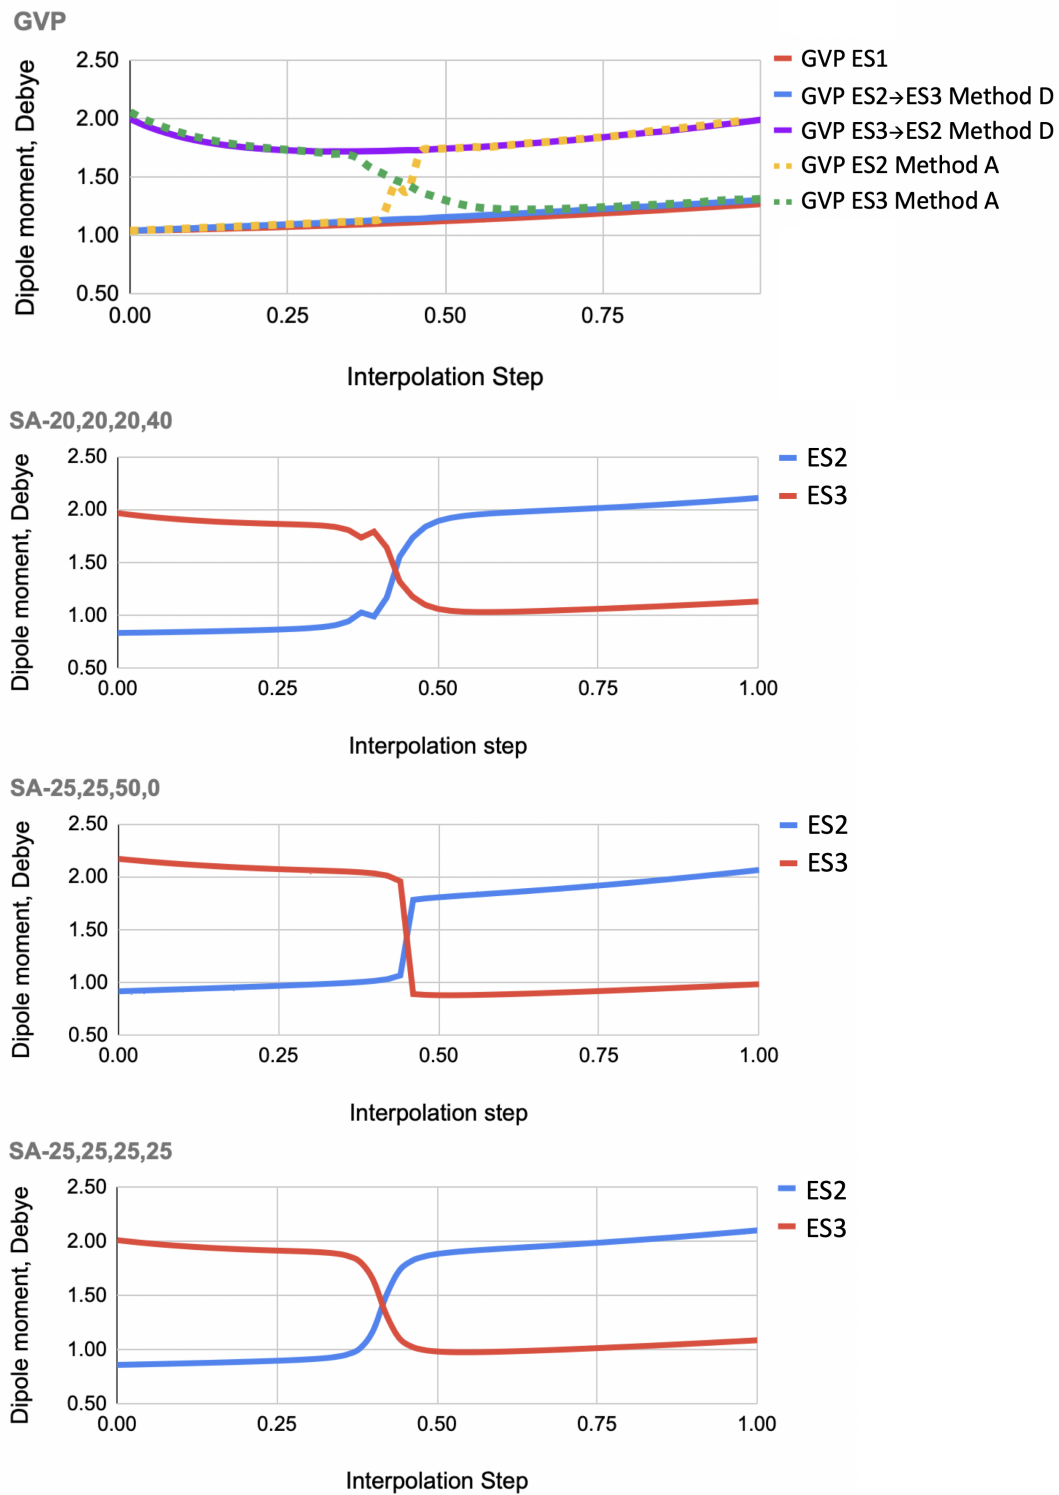 GVP
Dipole moment, Debye
2.50
2.00
1.50
1.00
0.50
0.00
0.25
0.50
0.75
Interpolation Step
GVP ES1
GVP ES2→ES3 Method D
GVP ES3→ES2 Method D
GVP ES2 Method A
GVP ES3 Method A
SA-20,20,20,40
Dipole moment, Debye
2.50
2.00
1.50
1.00
0.50
0.00
0.25
0.50
0.75
1.00
Interpolation step
ES2
ES3
SA-25,25,50,0
Dipole moment, Debye
2.50
2.00
1.50
1.00
0.50
0.00
0.25
0.50
0.75
1.00
Interpolation step
ES2
ES3
SA-25,25,25,25
Dipole moment, Debye
2.50
2.00
1.50
1.00
0.50
0.00
0.25
0.50
0.75
1.00
Interpolation Step
ES2
ES3